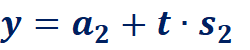 y = a₂ + t · s₂